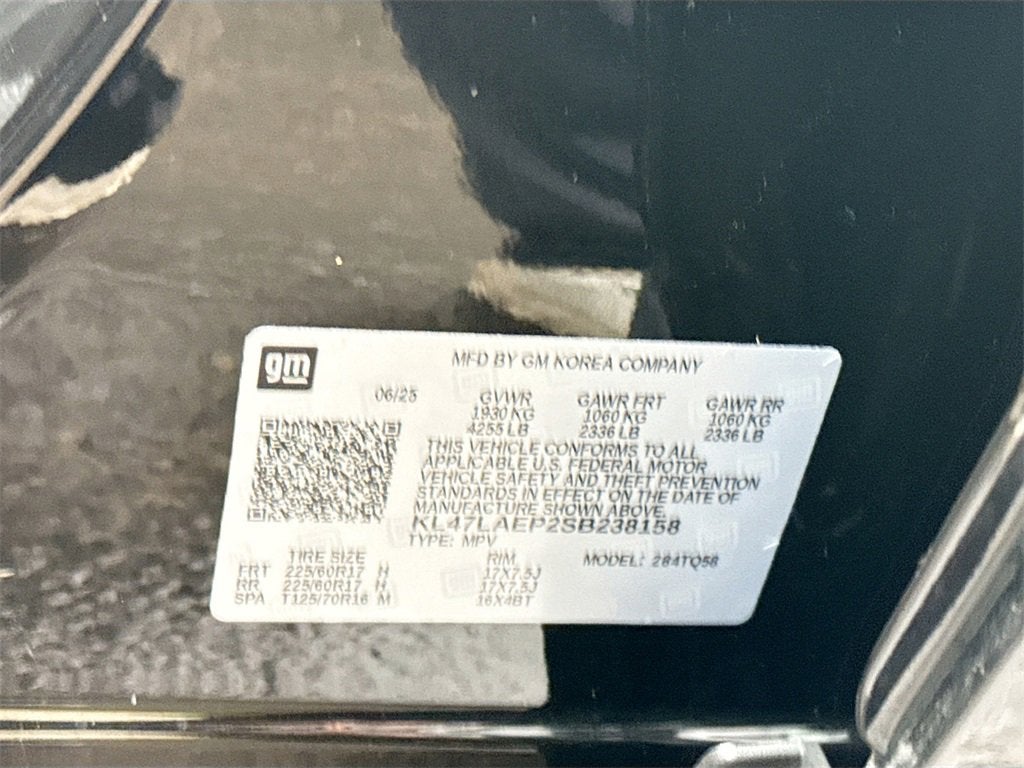 gm
MFD BY GM KOREA COMPANY
06/25 GVWR GAWR FRT GAWR RR
1930 KG 1060 KG 1060 KG
4255 LB 2336 LB 2336 LB
THIS VEHICLE CONFORMS TO ALL
APPLICABLE U.S. FEDERAL MOTOR
VEHICLE SAFETY AND THEFT PREVENTION
STANDARDS IN EFFECT ON THE DATE OF
MANUFACTURE SHOWN ABOVE.
KL47LAEP2SB238158
TYPE: MPV
TIRE SIZE RIM MODEL: 284TQ58
FRT 225/60R17 H 17X7.5J
RR 225/60R17 H 17X7.5J
SPA T125/70R16 M 16X4BT